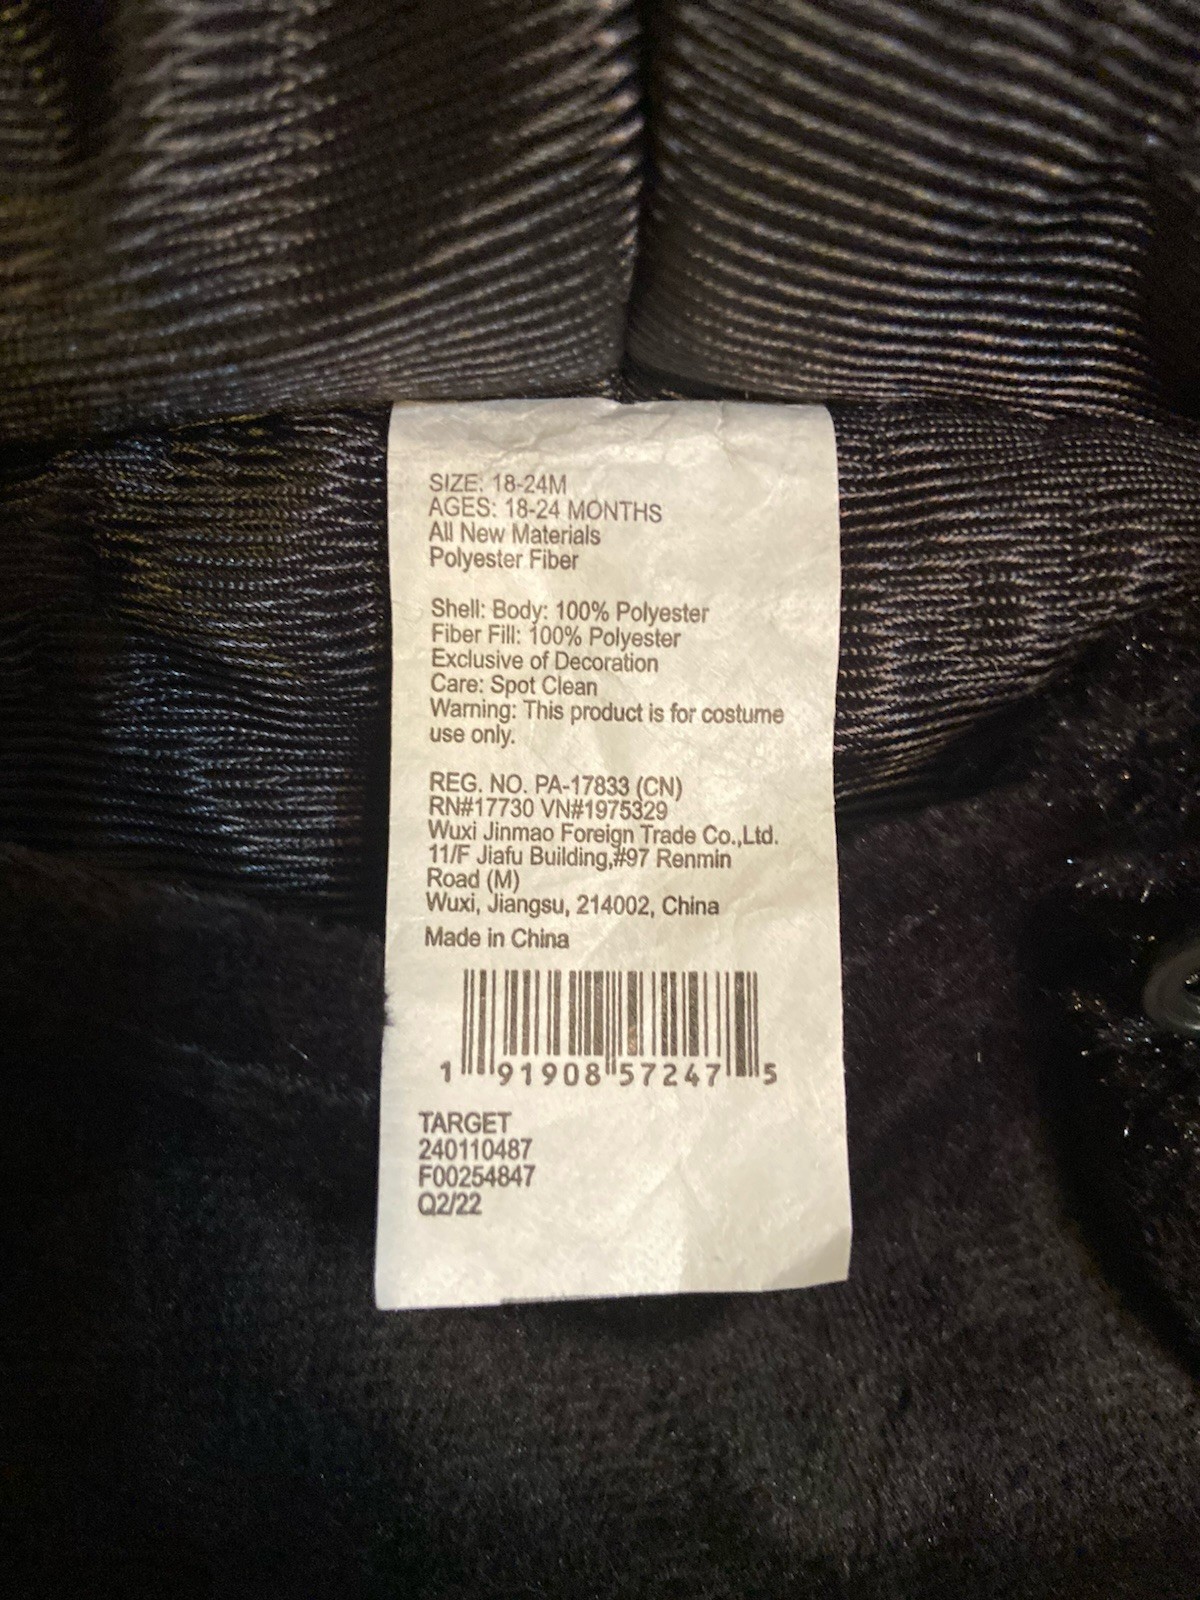 SIZE: 18-24M
AGES: 18-24 MONTHS
All New Materials
Polyester Fiber
Shell: Body: 100% Polyester
Fiber Fill: 100% Polyester
Exclusive of Decoration
Care: Spot Clean
Warning: This product is for costume
use only.
REG. NO. PA-17833 (CN)
RN#17730 VN#1975329
Wuxi Jinmao Foreign Trade Co.,Ltd.
11/F Jiafu Building,#97 Renmin
Road (M)
Wuxi, Jiangsu, 214002, China
Made in China
1 91908 57247 5
TARGET
240110487
F00254847
Q2/22